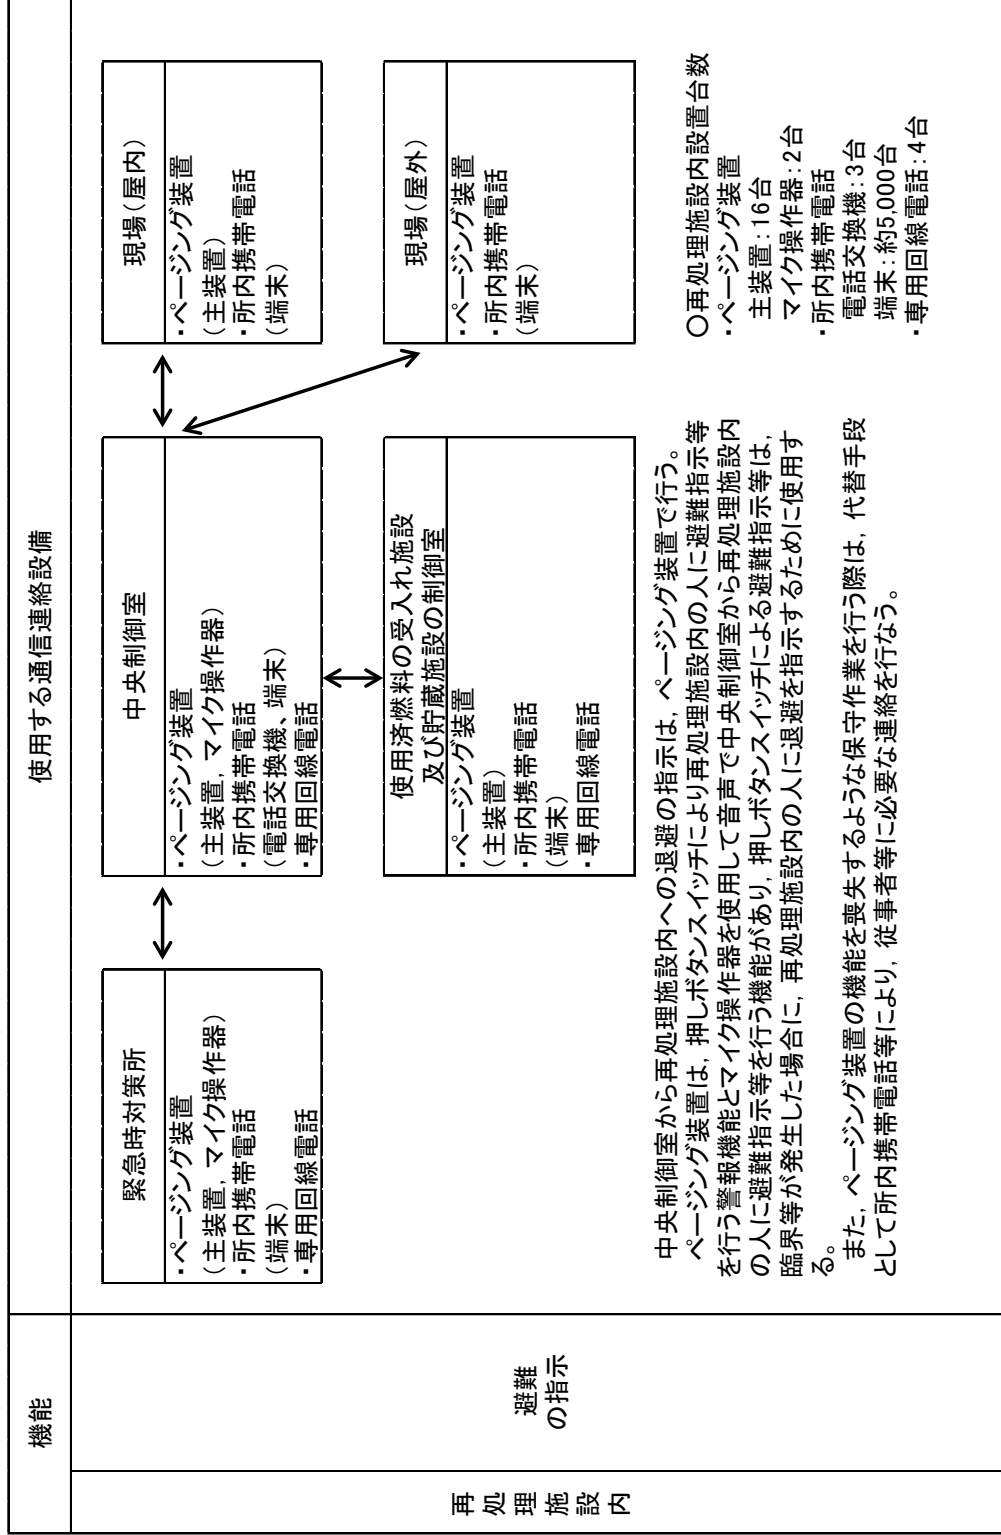 機能
使用する通信連絡設備
再処理施設内
避難
の指示
緊急時対策所
・ページング装置
(主装置, マイク操作器)
・所内携帯電話
(端末)
・専用回線電話
中央制御室
・ページング装置
(主装置, マイク操作器)
・所内携帯電話
(電話交換機、端末)
・専用回線電話
現場(屋内)
・ページング装置
(主装置)
・所内携帯電話
(端末)
使用済燃料の受入れ施設
及び貯蔵施設の制御室
・ページング装置
(主装置)
・所内携帯電話
(端末)
・専用回線電話
現場(屋外)
・ページング装置
・所内携帯電話
(端末)
中央制御室から再処理施設内への退避の指示は, ページング装置で行う。
ページング装置は, 押しボタンスイッチにより再処理施設内の人に避難指示等
を行う警報機能とマイク操作器を使用して音声で中央制御室から再処理施設内
の人に避難指示等を行う機能があり, 押しボタンスイッチによる避難指示等は,
臨界等が発生した場合に, 再処理施設内の人に退避を指示するために使用す
る。
また, ページング装置の機能を喪失するような保守作業を行う際は, 代替手段
として所内携帯電話等により, 従事者等に必要な連絡を行なう。
○再処理施設内設置台数
・ページング装置
主装置:16台
マイク操作器:2台
・所内携帯電話
電話交換機:3台
端末:約5,000台
・専用回線電話:4台